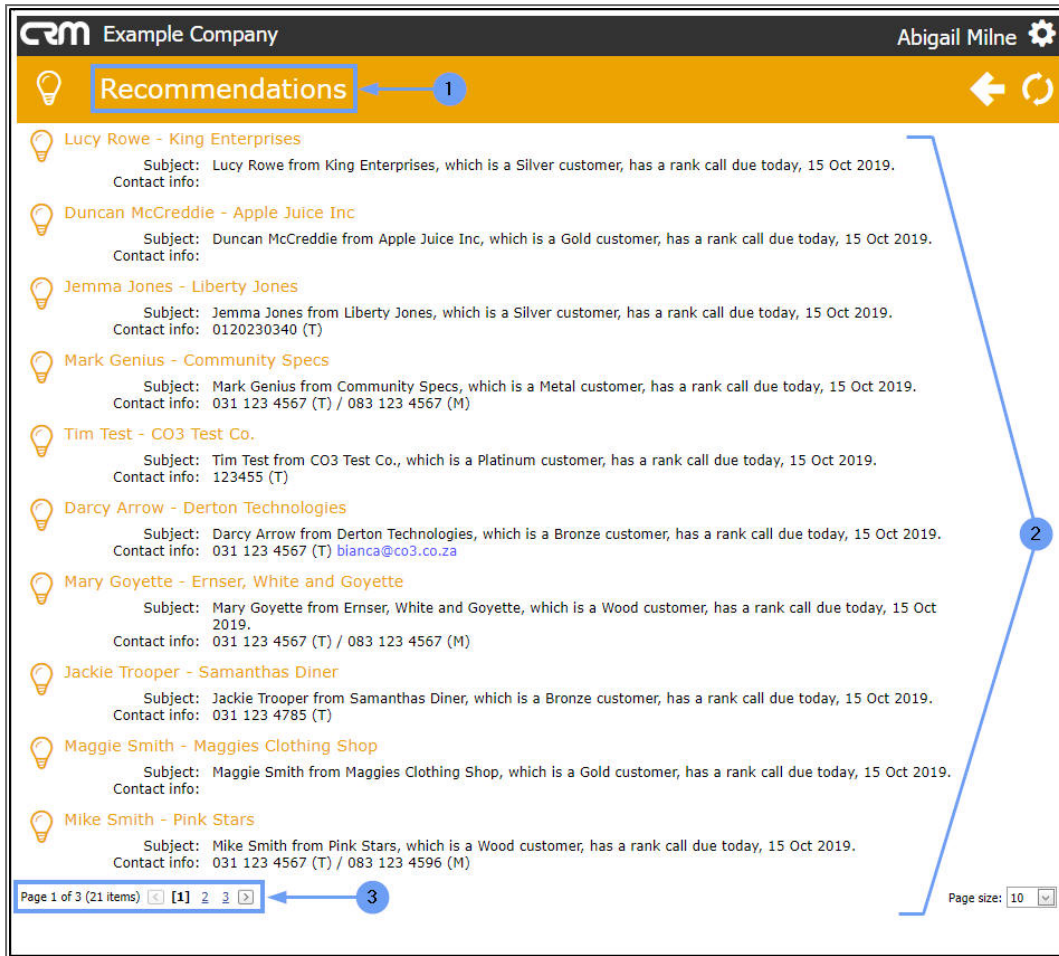 CRM Example Company
Abigail Milne
Recommendations
1
Lucy Rowe - King Enterprises
Subject: Lucy Rowe from King Enterprises, which is a Silver customer, has a rank call due today, 15 Oct 2019.
Contact info:
Duncan McCreddie - Apple Juice Inc
Subject: Duncan McCreddie from Apple Juice Inc, which is a Gold customer, has a rank call due today, 15 Oct 2019.
Contact info:
Jemma Jones - Liberty Jones
Subject: Jemma Jones from Liberty Jones, which is a Silver customer, has a rank call due today, 15 Oct 2019.
Contact info: 0120230340 (T)
Mark Genius - Community Specs
Subject: Mark Genius from Community Specs, which is a Metal customer, has a rank call due today, 15 Oct 2019.
Contact info: 031 123 4567 (T) / 083 123 4567 (M)
Tim Test - CO3 Test Co.
Subject: Tim Test from CO3 Test Co., which is a Platinum customer, has a rank call due today, 15 Oct 2019.
Contact info: 123455 (T)
Darcy Arrow - Derton Technologies
Subject: Darcy Arrow from Derton Technologies, which is a Bronze customer, has a rank call due today, 15 Oct 2019.
2
Contact info: 031 123 4567 (T) bianca@co3.co.za
Mary Goyette - Ernser, White and Goyette
Subject: Mary Goyette from Ernser, White and Goyette, which is a Wood customer, has a rank call due today, 15 Oct
2019.
Contact info: 031 123 4567 (T) / 083 123 4567 (M)
Jackie Trooper - Samanthas Diner
Subject: Jackie Trooper from Samanthas Diner, which is a Bronze customer, has a rank call due today, 15 Oct 2019.
Contact info: 031 123 4785 (T)
Maggie Smith - Maggies Clothing Shop
Subject: Maggie Smith from Maggies Clothing Shop, which is a Gold customer, has a rank call due today, 15 Oct 2019.
Contact info:
Mike Smith - Pink Stars
Subject: Mike Smith from Pink Stars, which is a Wood customer, has a rank call due today, 15 Oct 2019.
Contact info: 031 123 4567 (T) / 083 123 4596 (M)
Page 1 of 3 (21 items) < [1] 2 3 >
3
Page size: 10